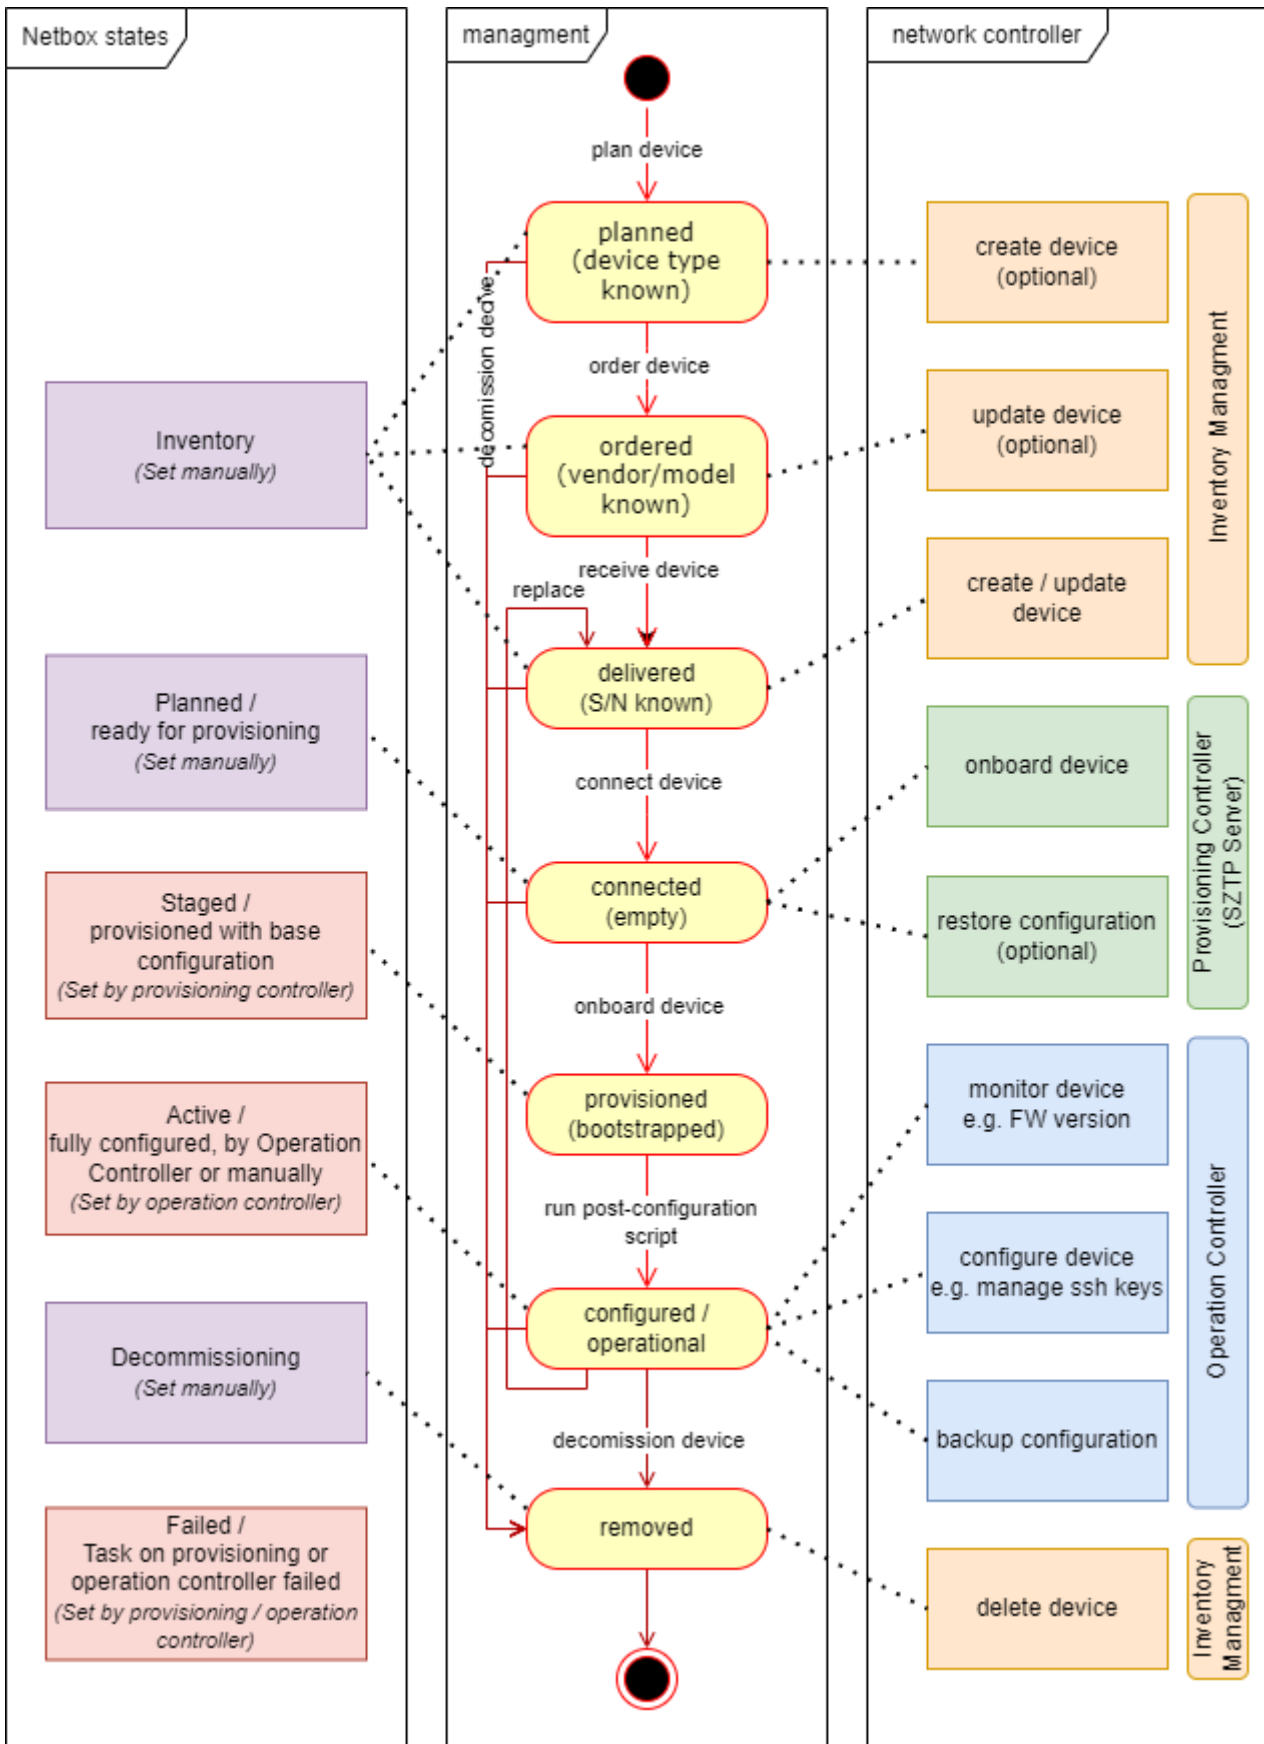 Netbox states
Inventory
(Set manually)
Planned /
ready for provisioning
(Set manually)
Staged /
provisioned with base
configuration
(Set by provisioning controller)
Active /
fully configured, by Operation
Controller or manually
(Set by operation controller)
Decommissioning
(Set manually)
Failed /
Task on provisioning or
operation controller failed
(Set by provisioning / operation
controller)
managment
plan device
planned
(device type
known)
decomission decive
order device
ordered
(vendor/model
known)
receive device
replace
delivered
(S/N known)
connect device
connected
(empty)
onboard device
provisioned
(bootstrapped)
run post-configuration
script
configured /
operational
decomission device
removed
network controller
create device
(optional)
update device
(optional)
create / update
device
Inventory Managment
onboard device
restore configuration
(optional)
Provisioning Controller
(SZTP Server)
monitor device
e.g. FW version
configure device
e.g. manage ssh keys
backup configuration
Operation Controller
delete device
Inventory
Managment